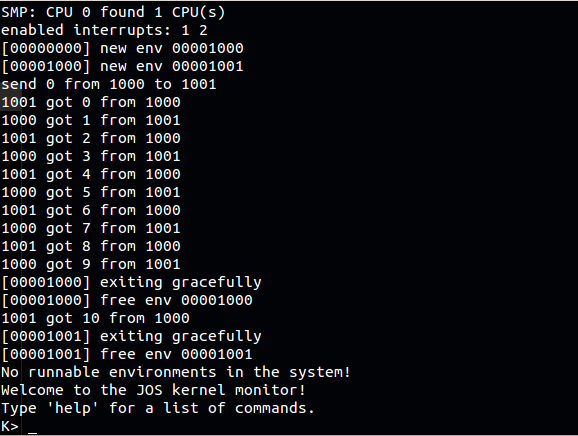 SMP: CPU 0 found 1 CPU(s)
enabled interrupts: 1 2
[00000000] new env 00001000
[00001000] new env 00001001
send 0 from 1000 to 1001
1001 got 0 from 1000
1000 got 1 from 1001
1001 got 2 from 1000
1000 got 3 from 1001
1001 got 4 from 1000
1000 got 5 from 1001
1001 got 6 from 1000
1000 got 7 from 1001
1001 got 8 from 1000
1000 got 9 from 1001
[00001000] exiting gracefully
[00001000] free env 00001000
1001 got 10 from 1000
[00001001] exiting gracefully
[00001001] free env 00001001
No runnable environments in the system!
Welcome to the JOS kernel monitor!
Type 'help' for a list of commands.
K> _